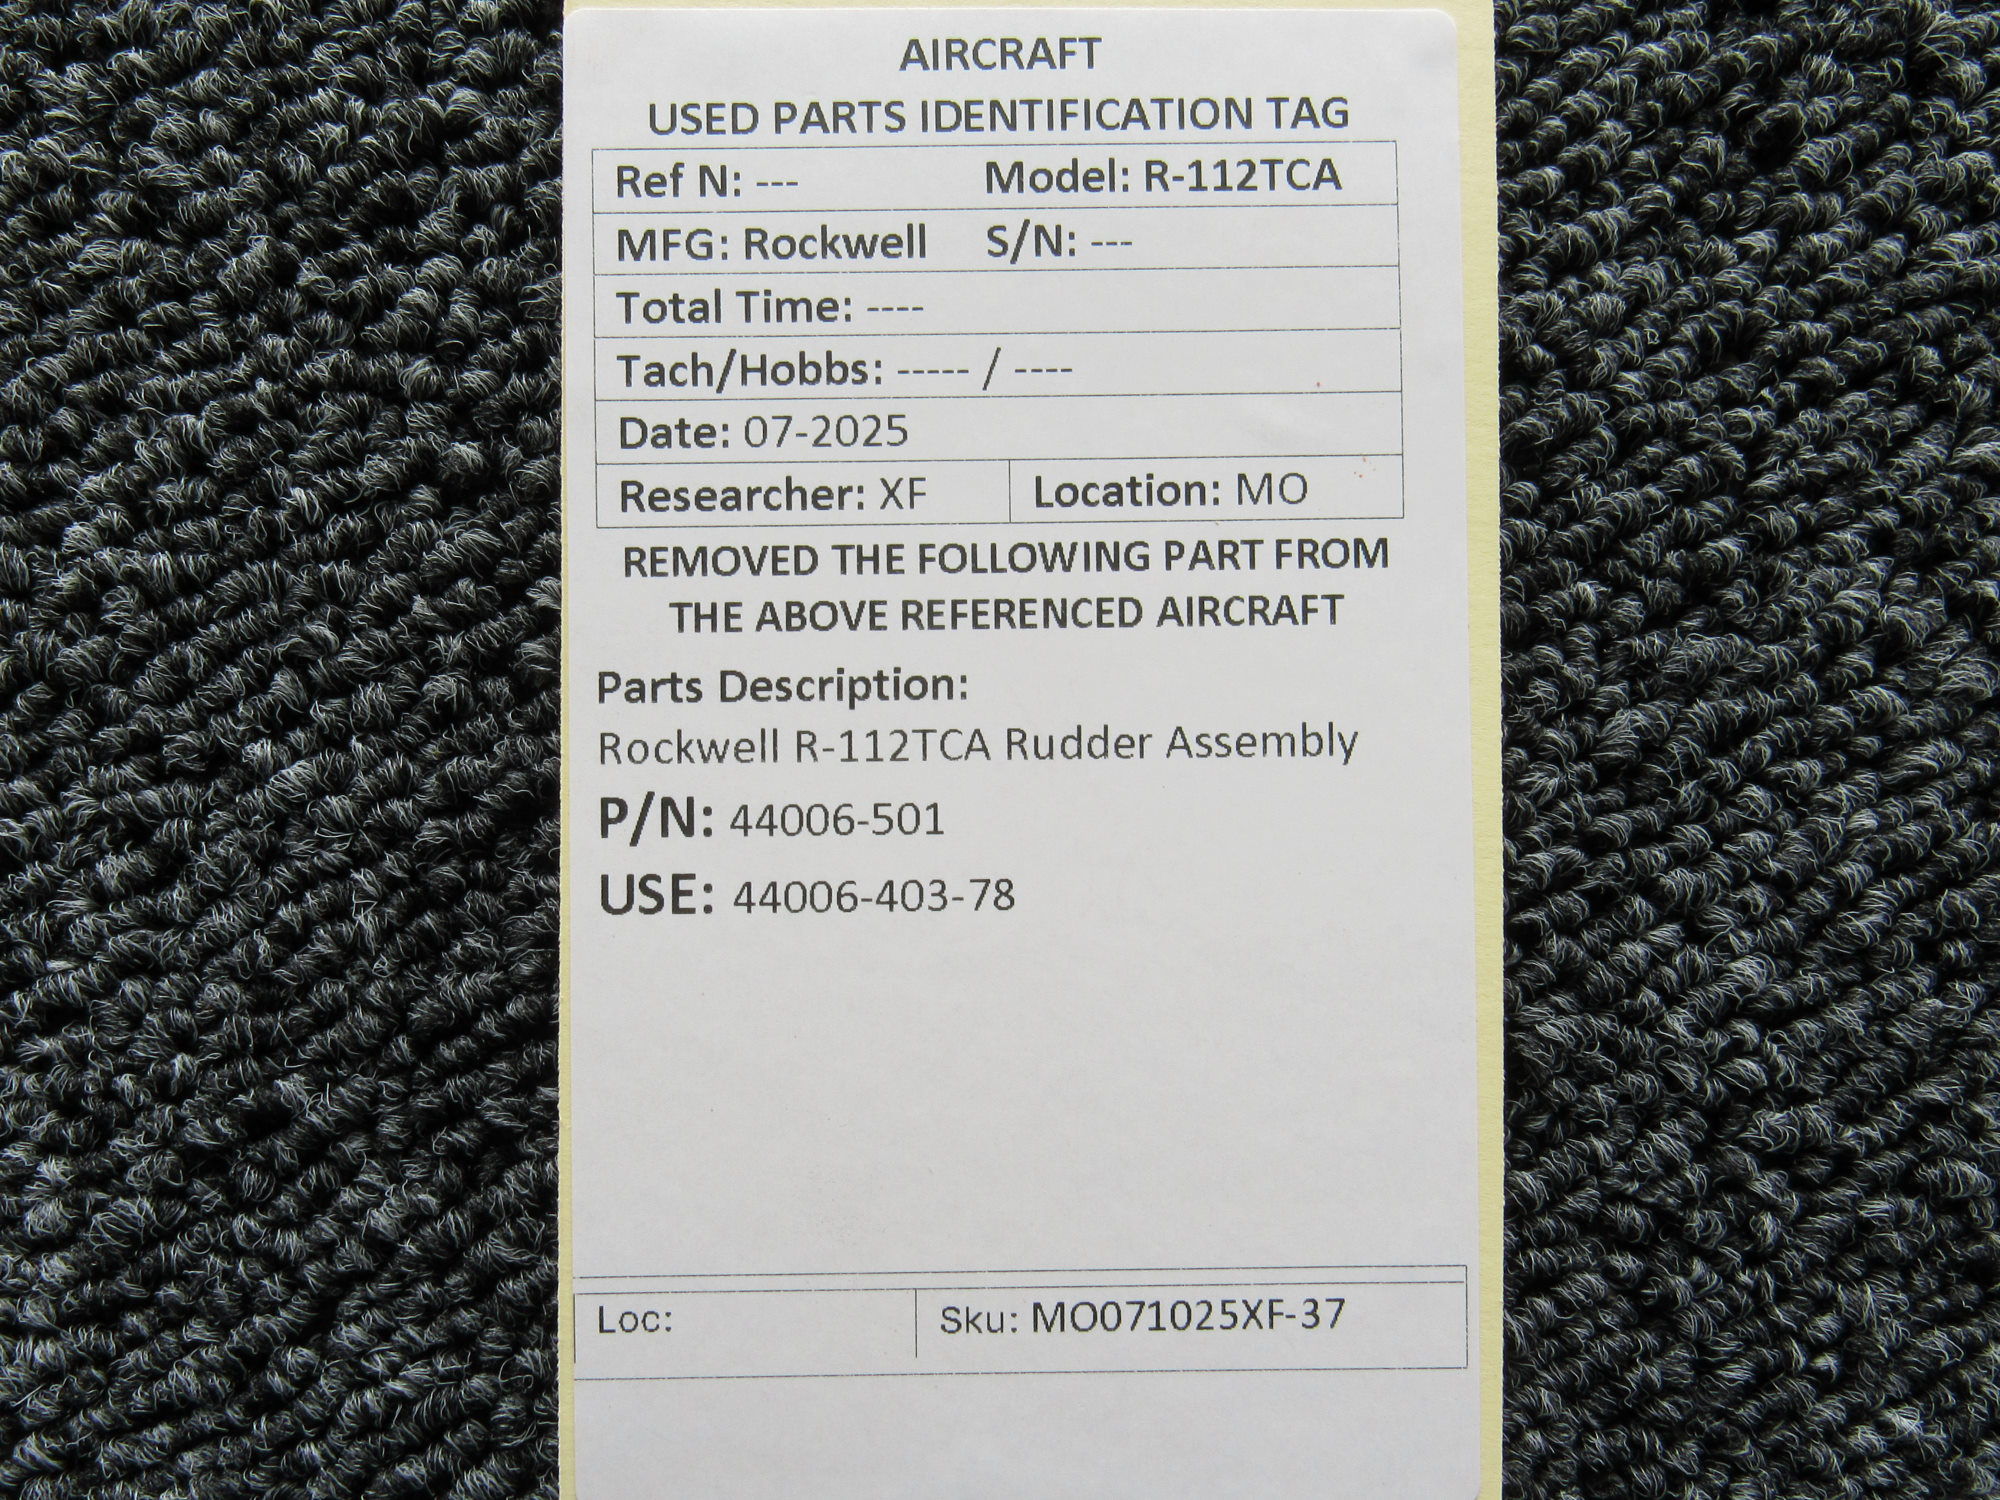 AIRCRAFT
USED PARTS IDENTIFICATION TAG
Ref N: --- Model: R-112TCA
MFG: Rockwell S/N: ---
Total Time: ----
Tach/Hobbs: ----- / ----
Date: 07-2025
Researcher: XF Location: MO
REMOVED THE FOLLOWING PART FROM
THE ABOVE REFERENCED AIRCRAFT
Parts Description:
Rockwell R-112TCA Rudder Assembly
P/N: 44006-501
USE: 44006-403-78
Loc: Sku: MO071025XF-37